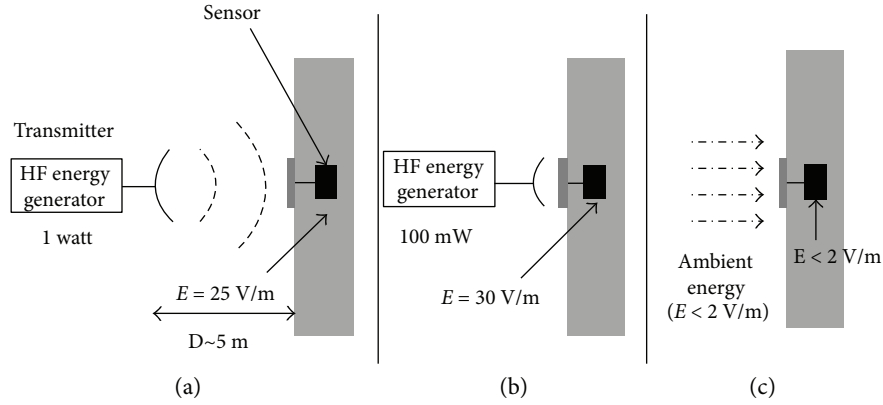 Sensor
Transmitter
HF energy
generator
1 watt
E = 25 V/m
D~5 m
(a)
HF energy
generator
100 mW
E = 30 V/m
(b)
E < 2 V/m
Ambient
energy
(E < 2 V/m)
(c)